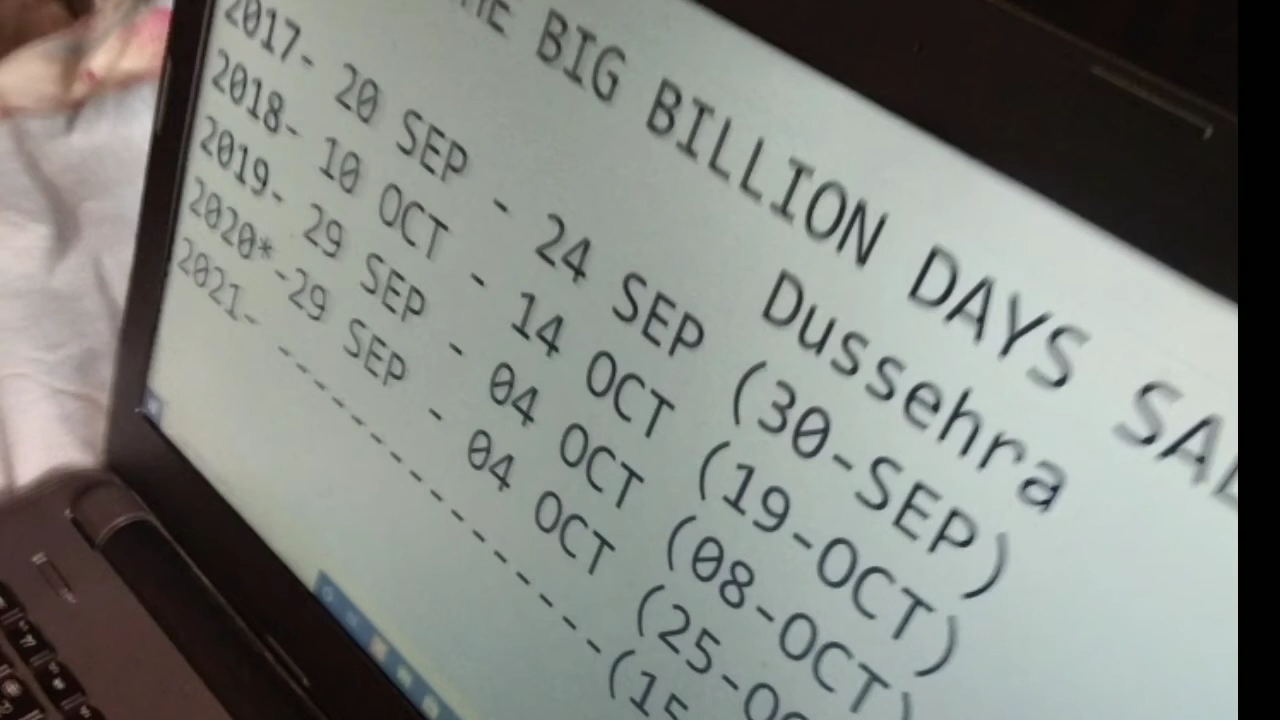 BIG BILLION DAYS
Dussehra
2017- 20 SEP - 24 SEP (30-SEP)
2018- 10 OCT - 14 OCT (19-OCT)
2019- 29 SEP - 04 OCT (08-OCT)
2020*-29 SEP - 04 OCT (25-
2021- --------------(15